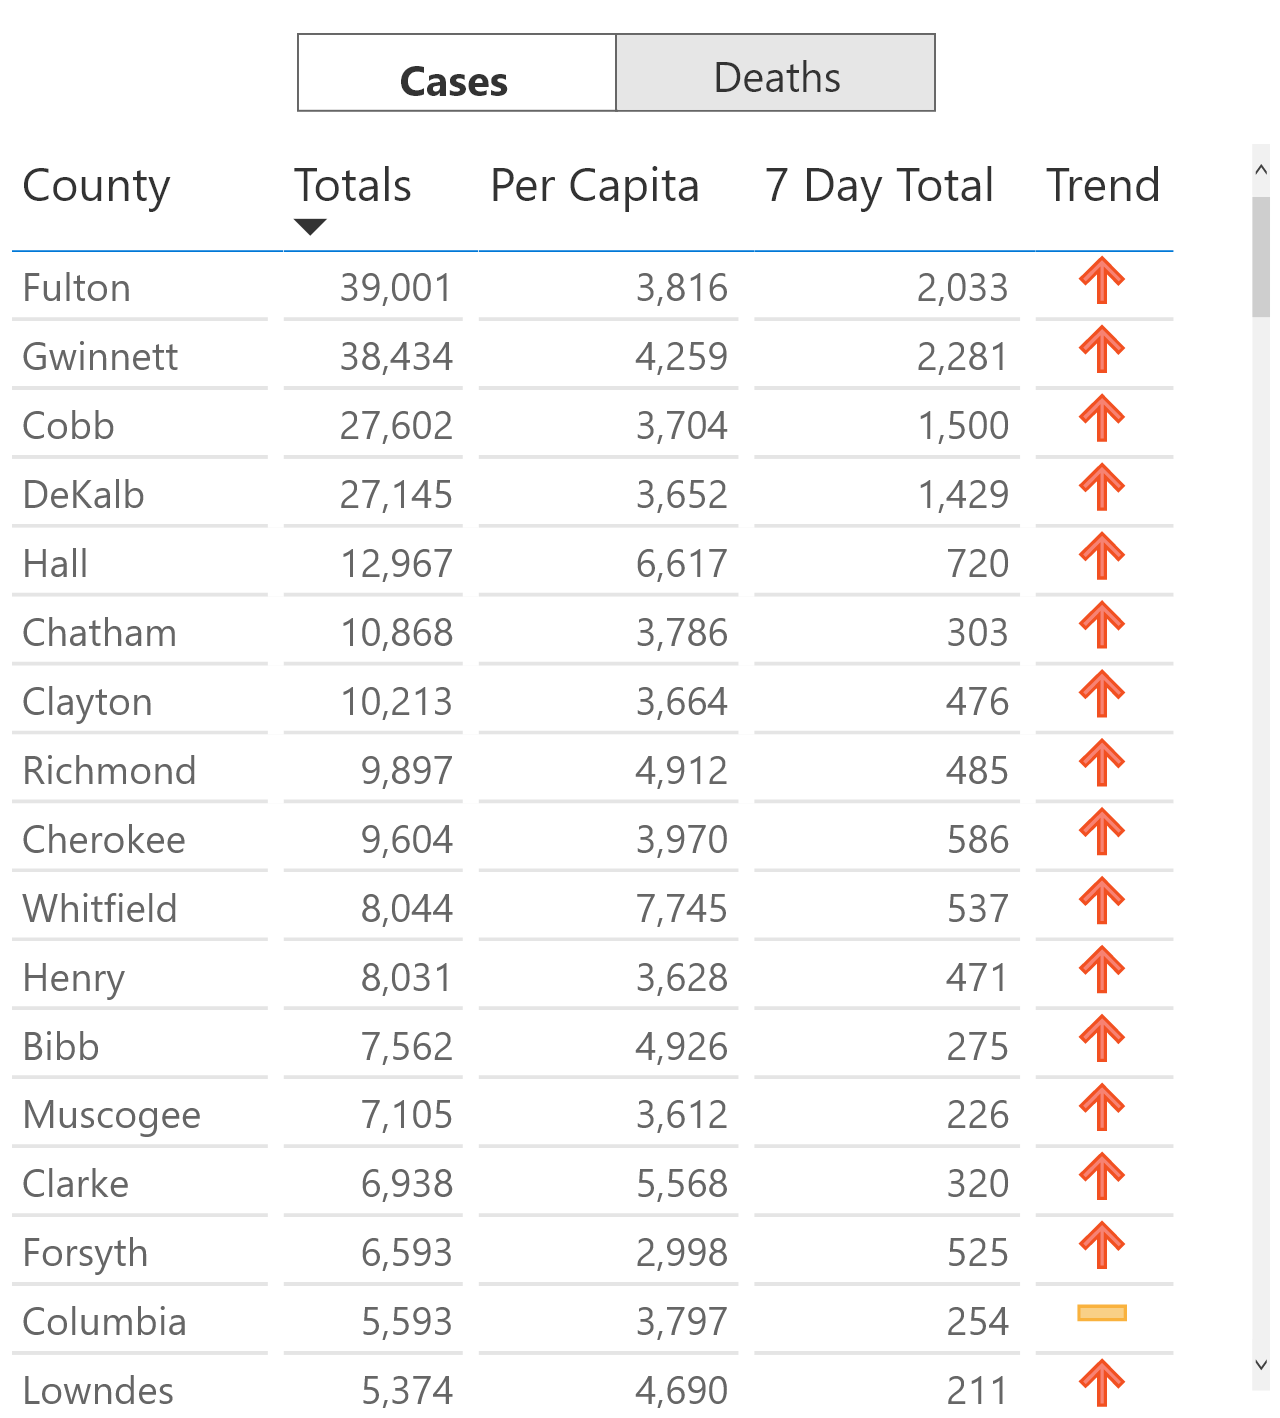 Cases Deaths
County Totals Per Capita 7 Day Total Trend
Fulton 39,001 3,816 2,033
Gwinnett 38,434 4,259 2,281
Cobb 27,602 3,704 1,500
DeKalb 27,145 3,652 1,429
Hall 12,967 6,617 720
Chatham 10,868 3,786 303
Clayton 10,213 3,664 476
Richmond 9,897 4,912 485
Cherokee 9,604 3,970 586
Whitfield 8,044 7,745 537
Henry 8,031 3,628 471
Bibb 7,562 4,926 275
Muscogee 7,105 3,612 226
Clarke 6,938 5,568 320
Forsyth 6,593 2,998 525
Columbia 5,593 3,797 254
Lowndes 5,374 4,690 211